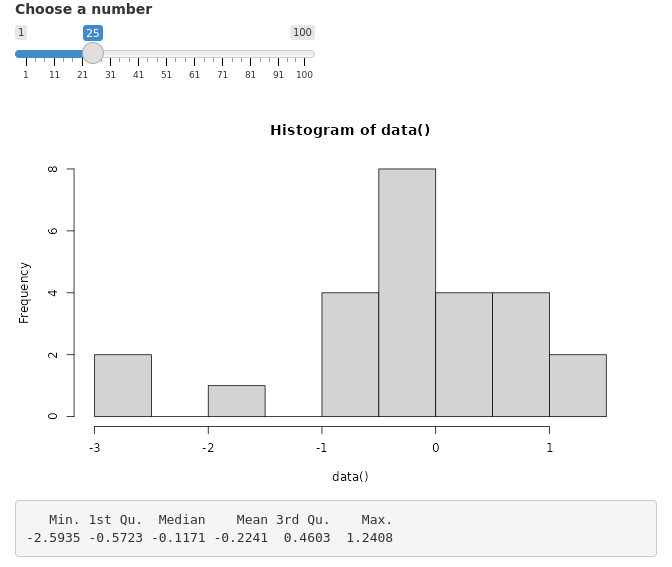 Choose a number
1 25 100
1 11 21 31 41 51 61 71 81 91 100
Histogram of data()
Frequency
8
6
4
2
0
-3 -2 -1 0 1
data()
Min. 1st Qu. Median Mean 3rd Qu. Max.
-2.5935 -0.5723 -0.1171 -0.2241 0.4603 1.2408